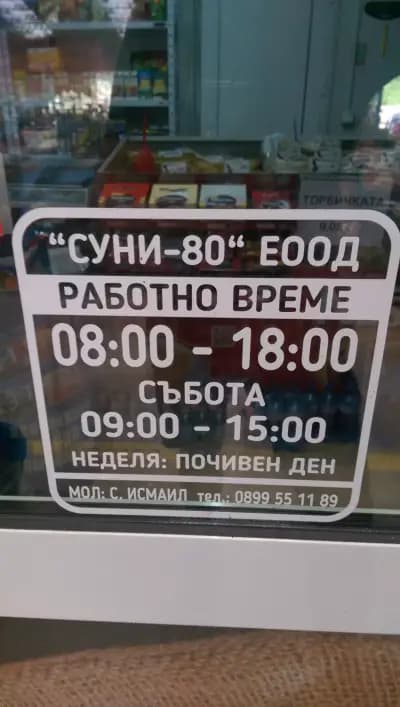 ТОРБИЧКАТА
"СУНИ-80" ЕООД
РАБОТНО ВРЕМЕ
08:00 - 18:00
СЪБОТА
09:00 - 15:00
НЕДЕЛЯ: ПОЧИВЕН ДЕН
МОЛ: С. ИСМАИЛ тел.: 0899 55 11 89